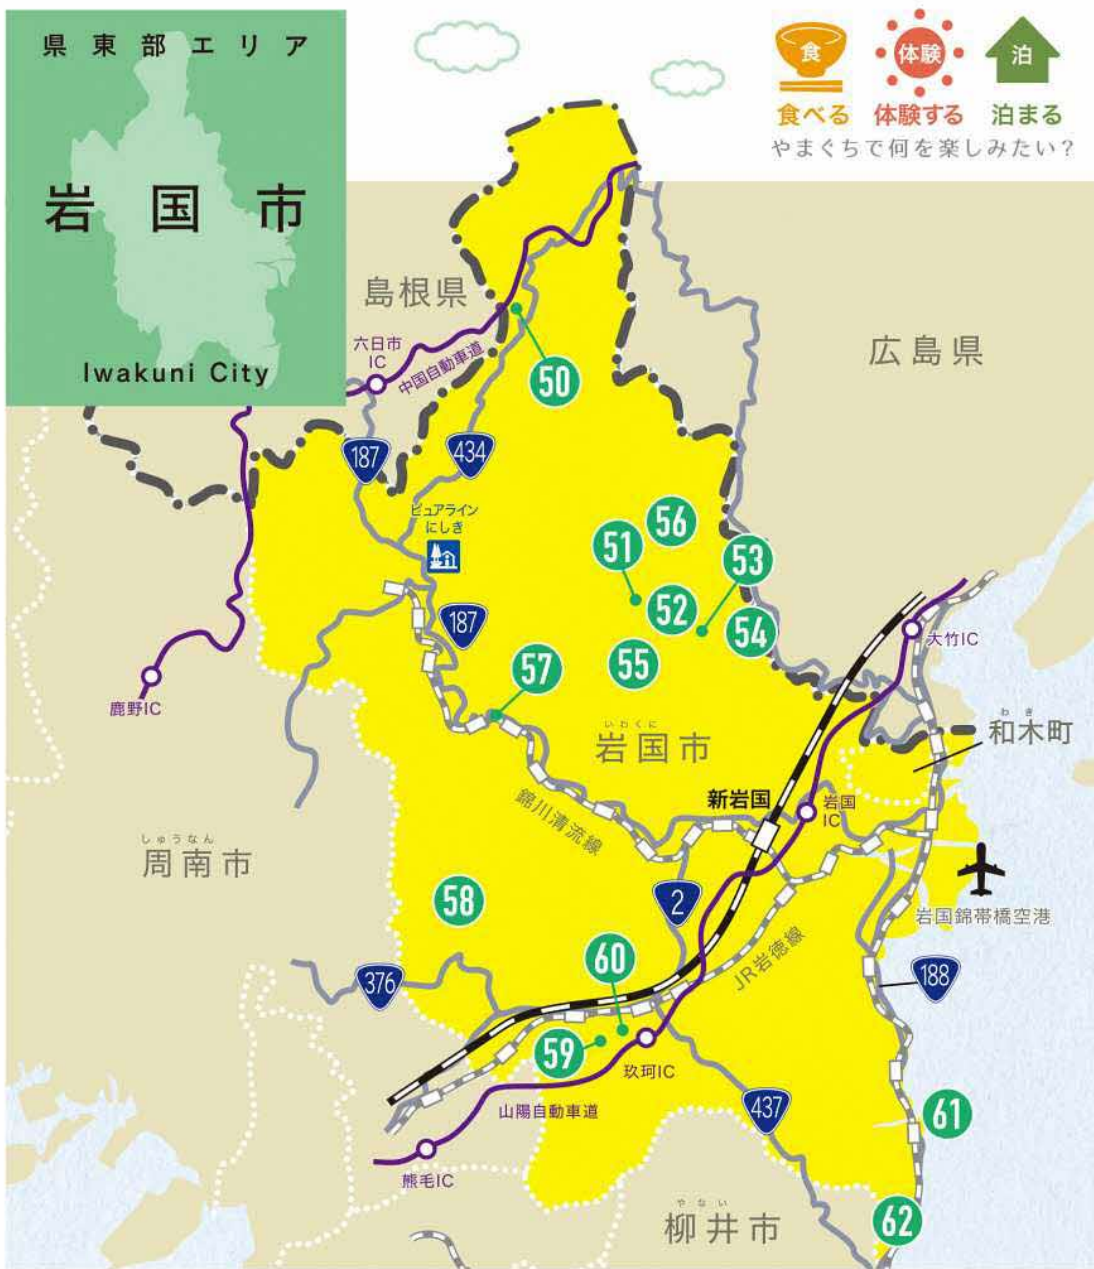 県東部エリア
岩国市
Iwakuni City
食
体験
泊
食べる
体験する
泊まる
やまぐちで何を楽しみたい?
島根県
広島県
六日市
IC
中国自動車道
50
187
434
ピュアライン
にしき
56
51
53
52
54
187
55
57
大竹IC
鹿野IC
いわくに
岩国市
わき
和木町
新岩国
岩国
IC
錦川清流線
しゅうなん
周南市
58
2
岩国錦帯橋空港
JR岩徳線
60
376
188
59
玖珂IC
山陽自動車道
437
61
熊毛IC
やない
柳井市
62